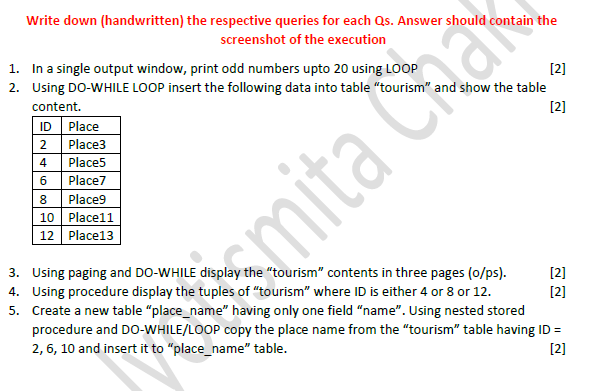 Write down (handwritten) the respective queries for each Qs. Answer should contain the
screenshot of the execution
1. In a single output window, print odd numbers upto 20 using LOOP [2]
2. Using DO-WHILE LOOP insert the following data into table “tourism” and show the table
content. [2]
ID Place
2 Place3
4 Place5
6 Place7
8 Place9
10 Place11
12 Place13
3. Using paging and DO-WHILE display the “tourism” contents in three pages (o/ps). [2]
4. Using procedure display the tuples of “tourism” where ID is either 4 or 8 or 12. [2]
5. Create a new table “place_name” having only one field “name”. Using nested stored
procedure and DO-WHILE/LOOP copy the place name from the “tourism” table having ID =
2, 6, 10 and insert it to “place_name” table. [2]
Jyotismita Chaki